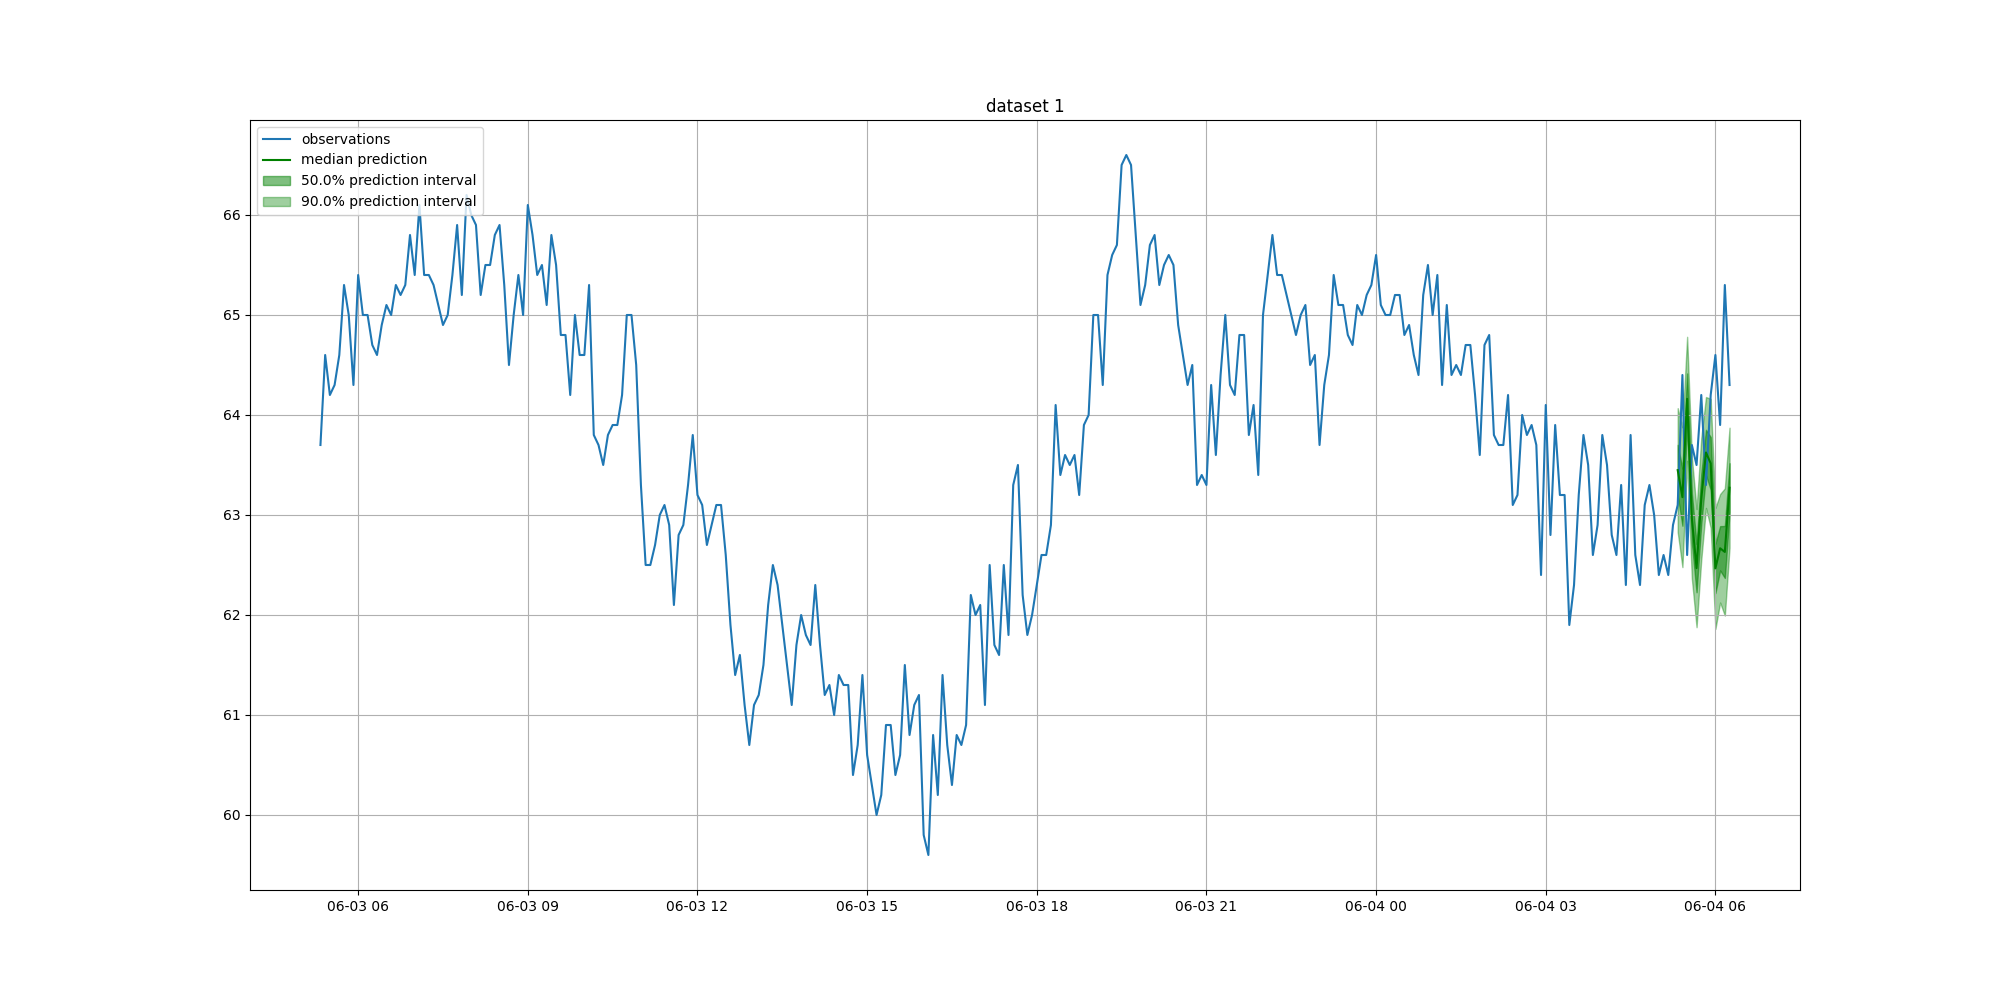 dataset 1
observations
median prediction
50.0% prediction interval
90.0% prediction interval
66
65
64
63
62
61
60
06-03 06 06-03 09 06-03 12 06-03 15 06-03 18 06-03 21 06-04 00 06-04 03 06-04 06